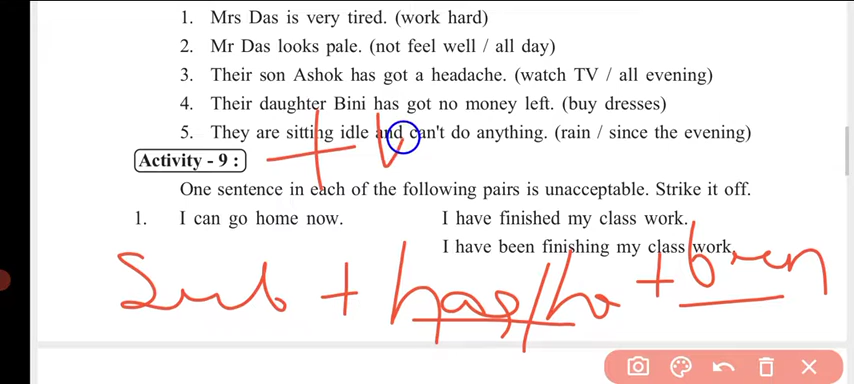 1. Mrs Das is very tired. (work hard)
2. Mr Das looks pale. (not feel well / all day)
3. Their son Ashok has got a headache. (watch TV / all evening)
4. Their daughter Bini has got no money left. (buy dresses)
5. They are sitting idle and can't do anything. (rain / since the evening)
Activity - 9 :
+ v
One sentence in each of the following pairs is unacceptable. Strike it off.
1. I can go home now. I have finished my class work.
I have been finishing my class work.
Sub + has/ha + been